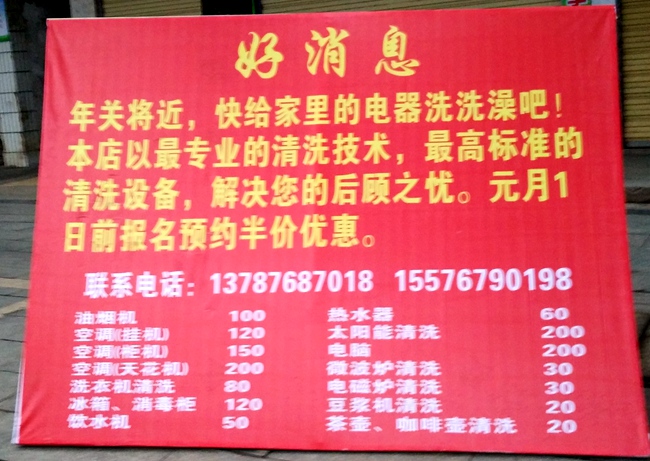 好消息
年关将近，快给家里的电器洗洗澡吧！
本店以最专业的清洗技术，最高标准的
清洗设备，解决您的后顾之忧。元月1
日前报名预约半价优惠。
联系电话：13787687018 15576790198
油烟机 100 热水器 60
空调(挂机) 120 太阳能清洗 200
空调(柜机) 150 电脑 200
空调(天花机) 200 微波炉清洗 30
洗衣机清洗 80 电磁炉清洗 30
冰箱、消毒柜 120 豆浆机清洗 20
饮水机 50 茶壶、咖啡壶清洗 20